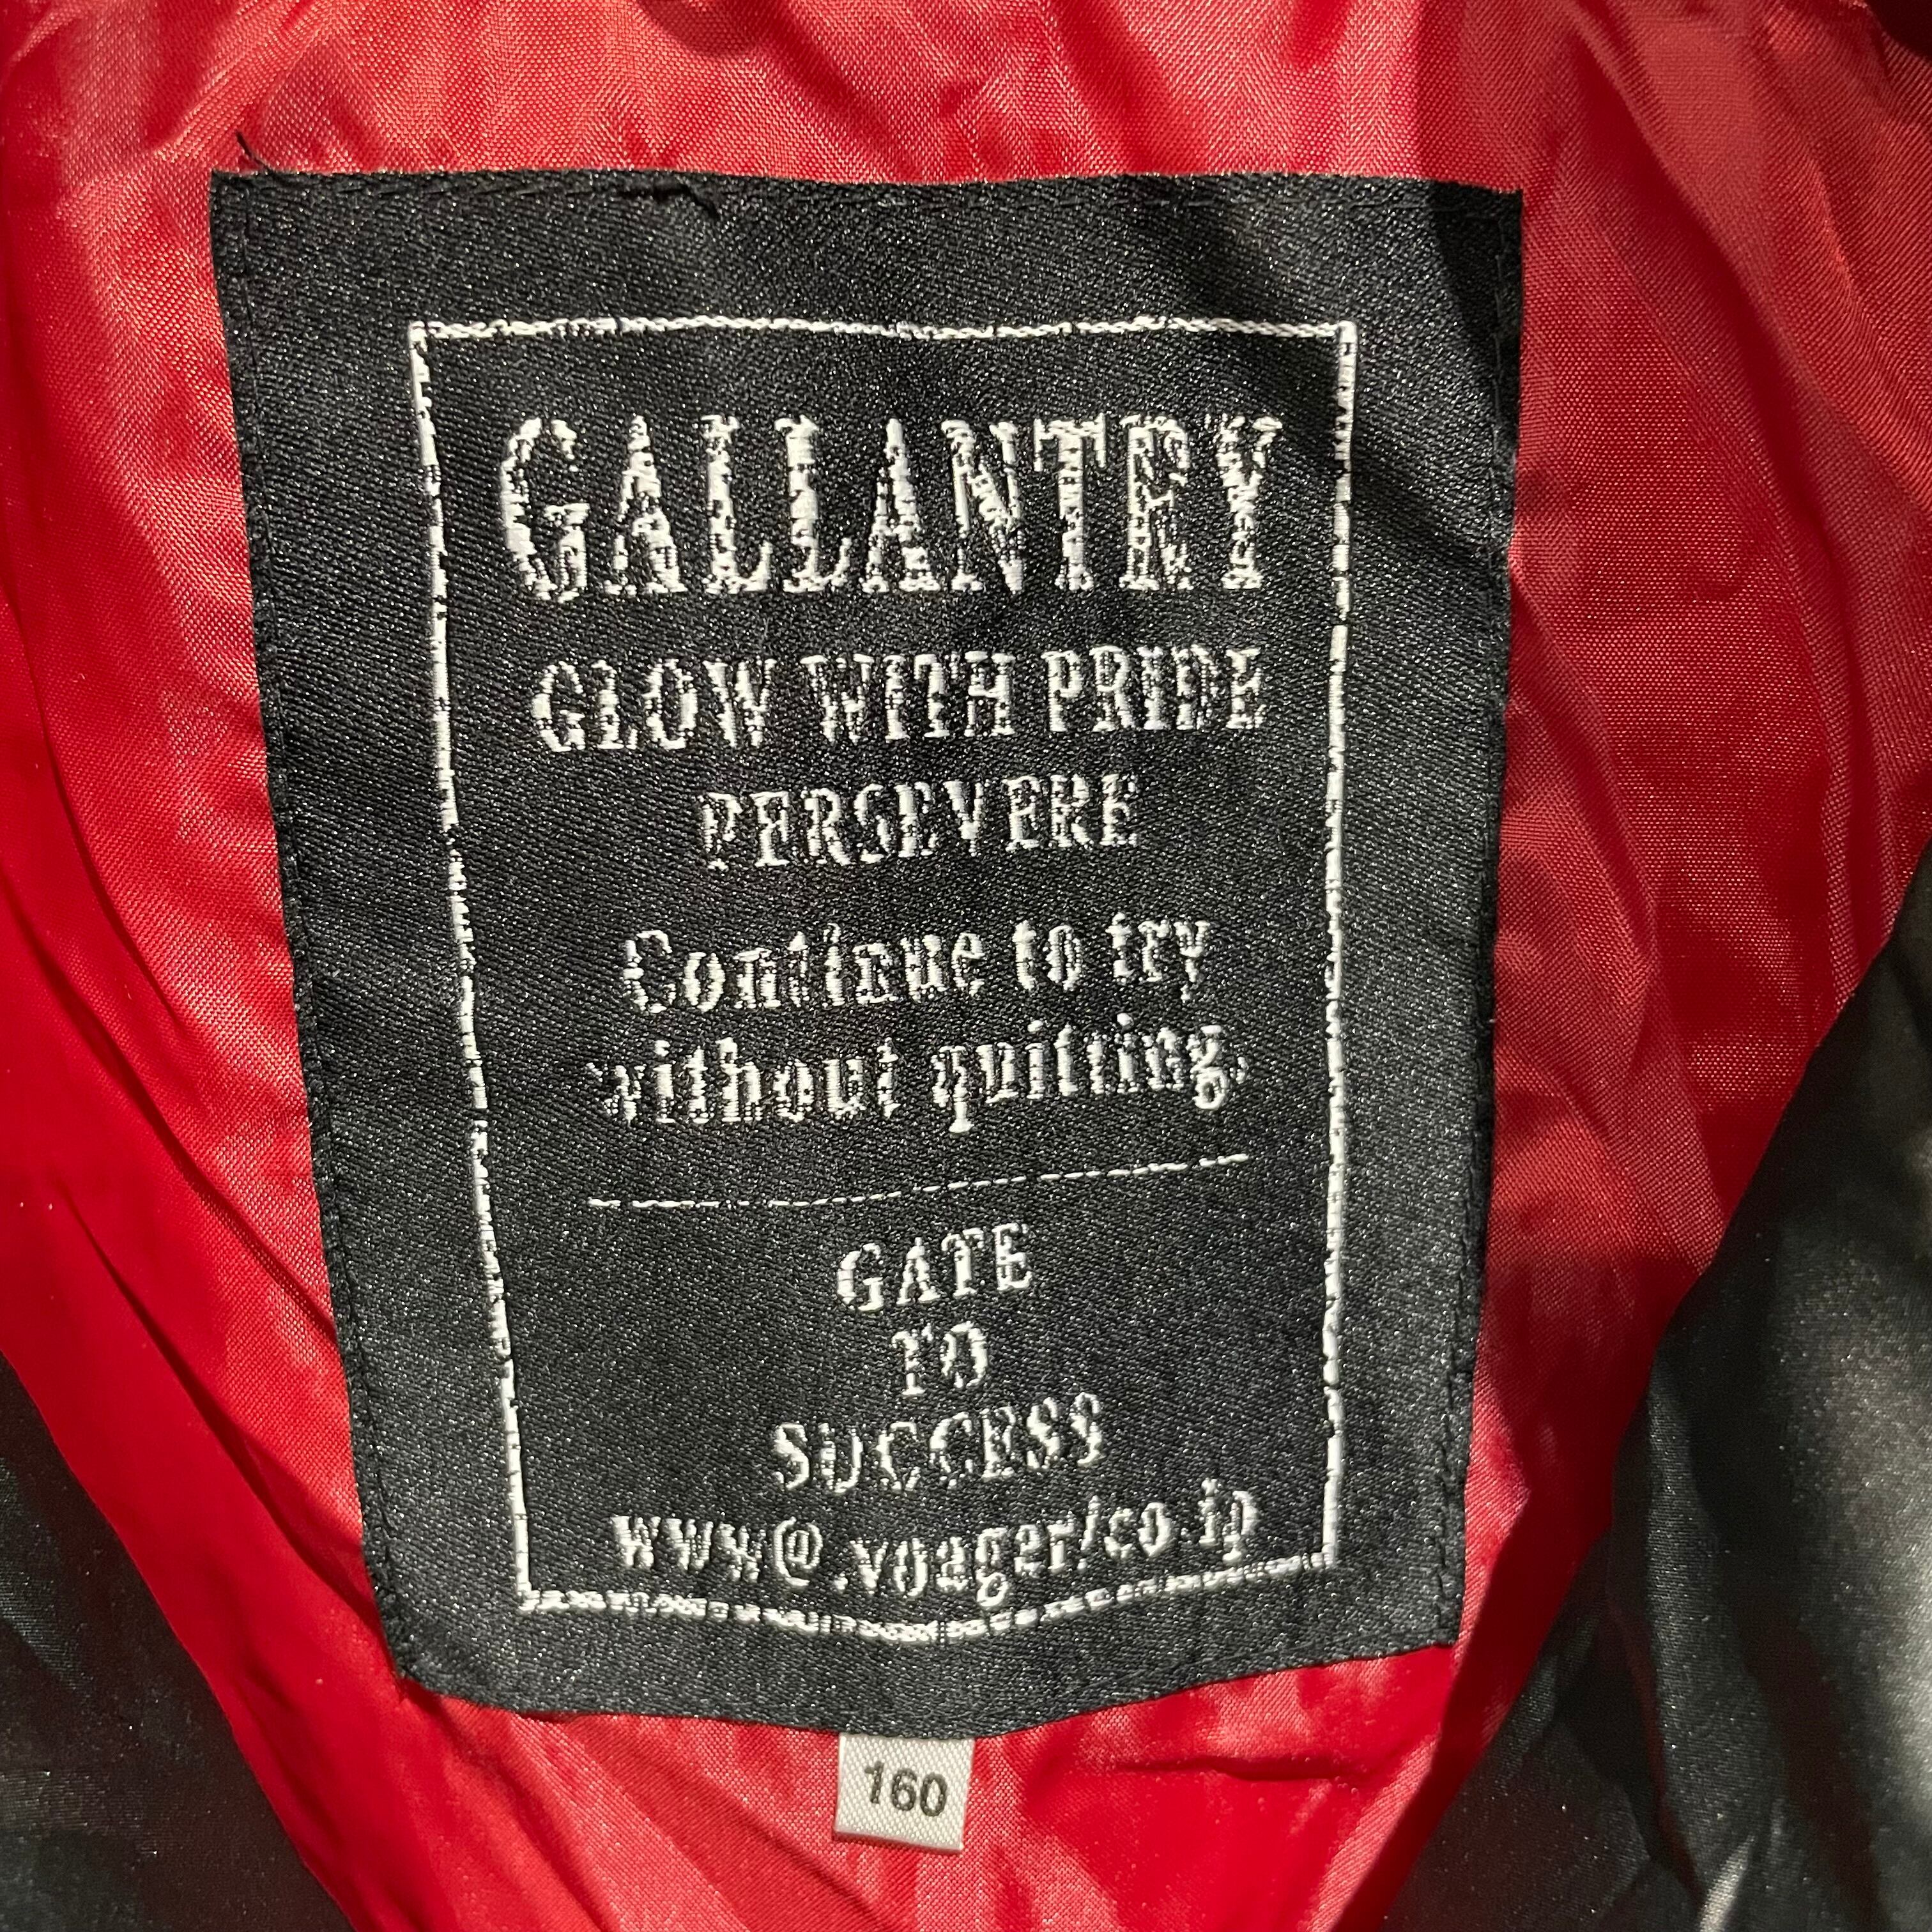 GALLANTRY
GLOW WITH PRIDE
PERSEVERE
Continue to try
without quitting.
GATE
TO
SUCCESS
www@.voager/co.jp
160